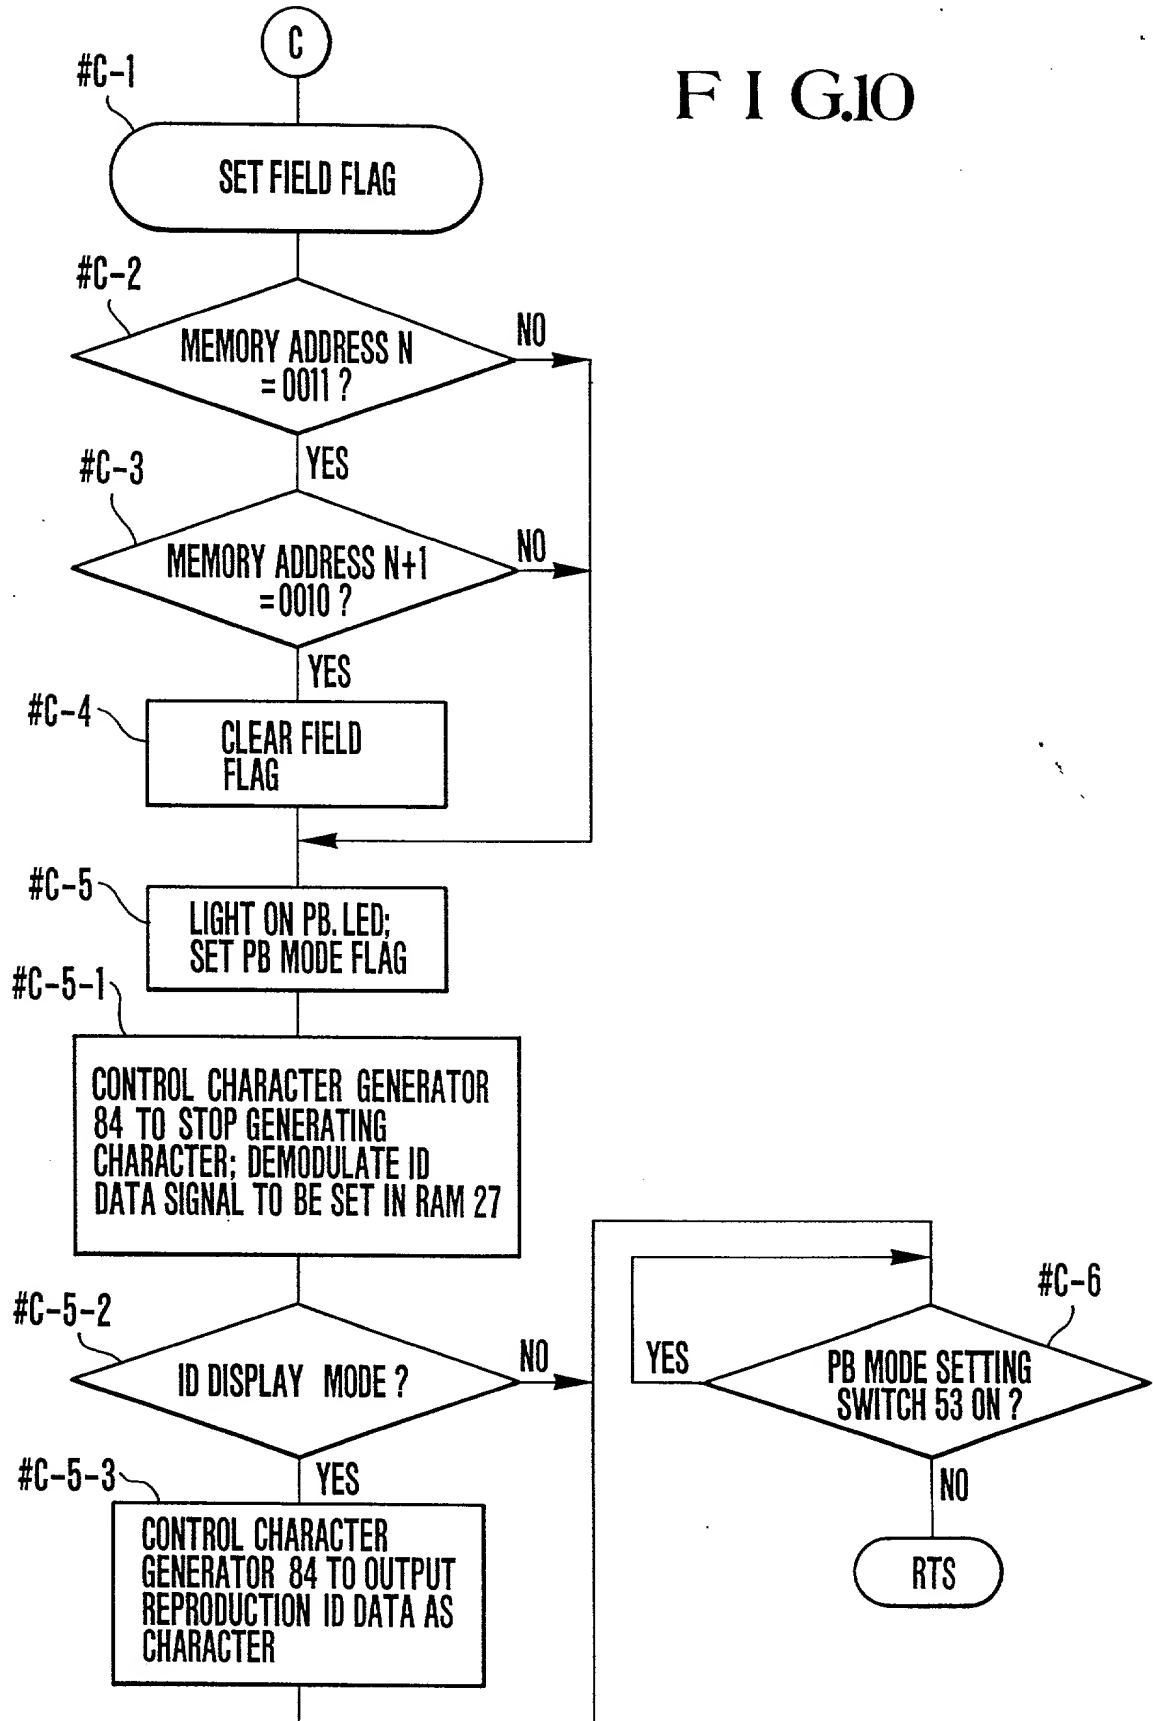 C
FIG.10
#C-1
SET FIELD FLAG
#C-2
MEMORY ADDRESS N
=0011 ?
NO
YES
#C-3
MEMORY ADDRESS N+1
=0010 ?
NO
YES
#C-4
CLEAR FIELD
FLAG
#C-5
LIGHT ON PB. LED;
SET PB MODE FLAG
#C-5-1
CONTROL CHARACTER GENERATOR
84 TO STOP GENERATING
CHARACTER; DEMODULATE ID
DATA SIGNAL TO BE SET IN RAM 27
#C-5-2
ID DISPLAY MODE ?
NO
YES
#C-5-3
CONTROL CHARACTER
GENERATOR 84 TO OUTPUT
REPRODUCTION ID DATA AS
CHARACTER
#C-6
PB MODE SETTING
SWITCH 53 ON ?
YES
NO
RTS